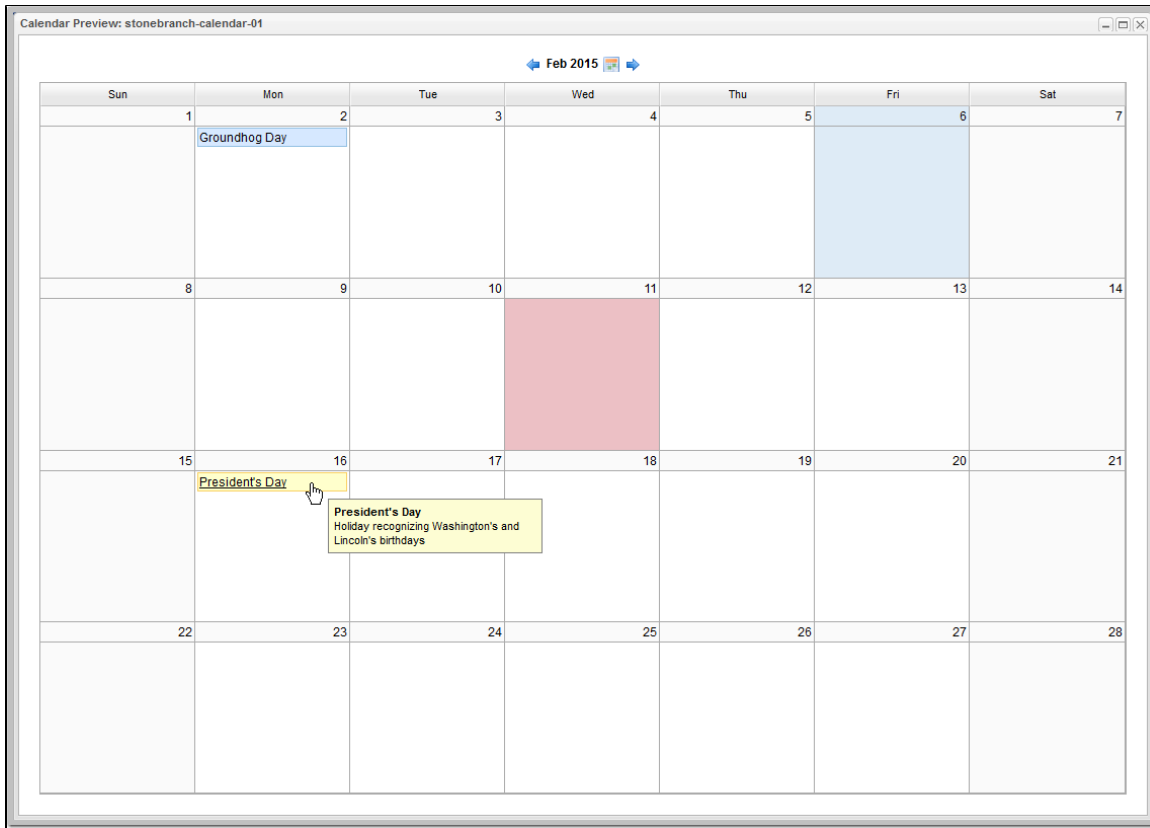 Calendar Preview: stonebranch-calendar-01
Feb 2015
Sun Mon Tue Wed Thu Fri Sat
1 2 3 4 5 6 7
Groundhog Day
8 9 10 11 12 13 14
15 16 17 18 19 20 21
President's Day
President's Day
Holiday recognizing Washington's and
Lincoln's birthdays
22 23 24 25 26 27 28